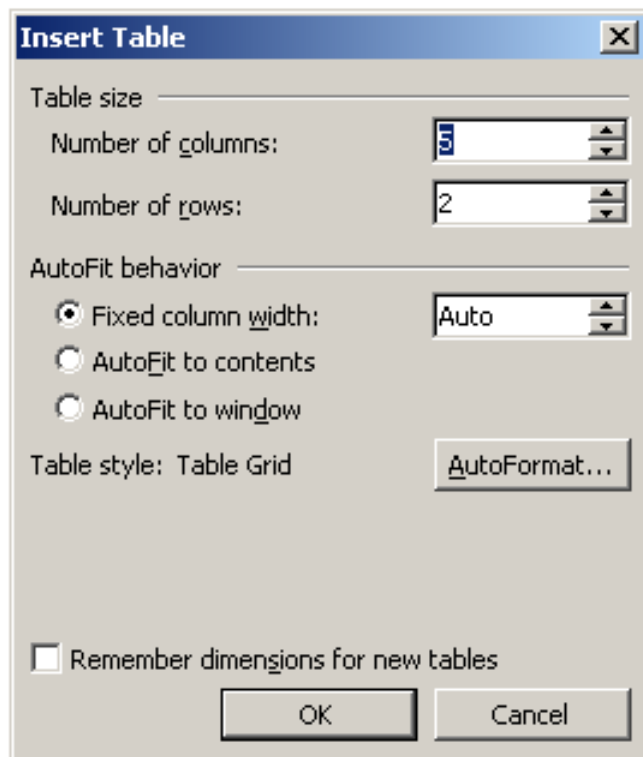 Insert Table
Table size
Number of columns: 5
Number of rows: 2
AutoFit behavior
Fixed column width: Auto
AutoFit to contents
AutoFit to window
Table style: Table Grid AutoFormat...
Remember dimensions for new tables
OK Cancel